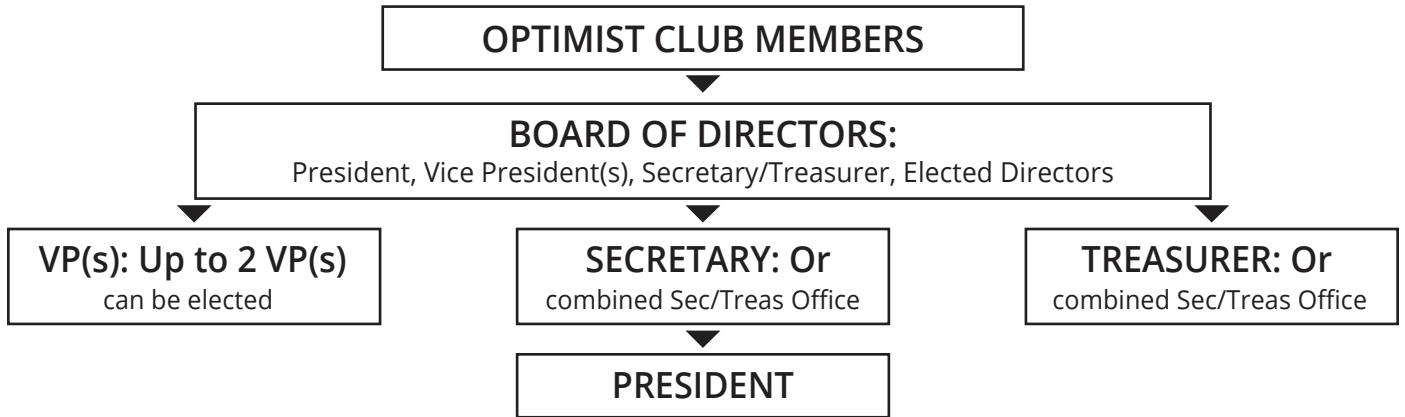 OPTIMIST CLUB MEMBERS
BOARD OF DIRECTORS:
President, Vice President(s), Secretary/Treasurer, Elected Directors
VP(s): Up to 2 VP(s)
can be elected
SECRETARY: Or
combined Sec/Treas Office
TREASURER: Or
combined Sec/Treas Office
PRESIDENT